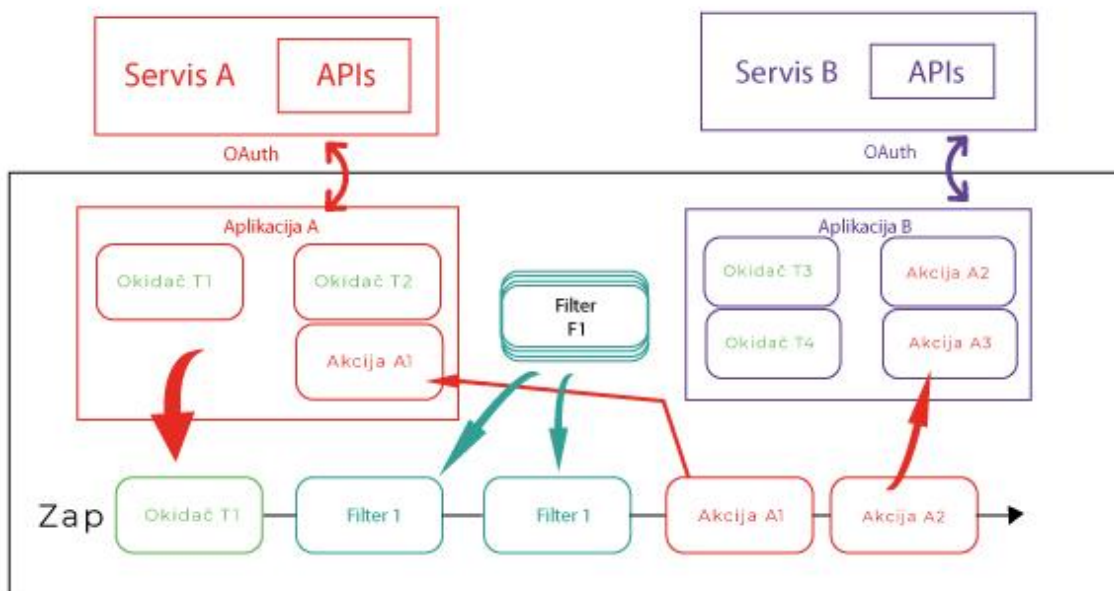 Servis A
APIs
Servis B
APIs
OAuth
OAuth
Aplikacija A
Okidač T1
Okidač T2
Akcija A1
Filter
F1
Aplikacija B
Okidač T3
Akcija A2
Okidač T4
Akcija A3
Zap
Okidač T1
Filter 1
Filter 1
Akcija A1
Akcija A2